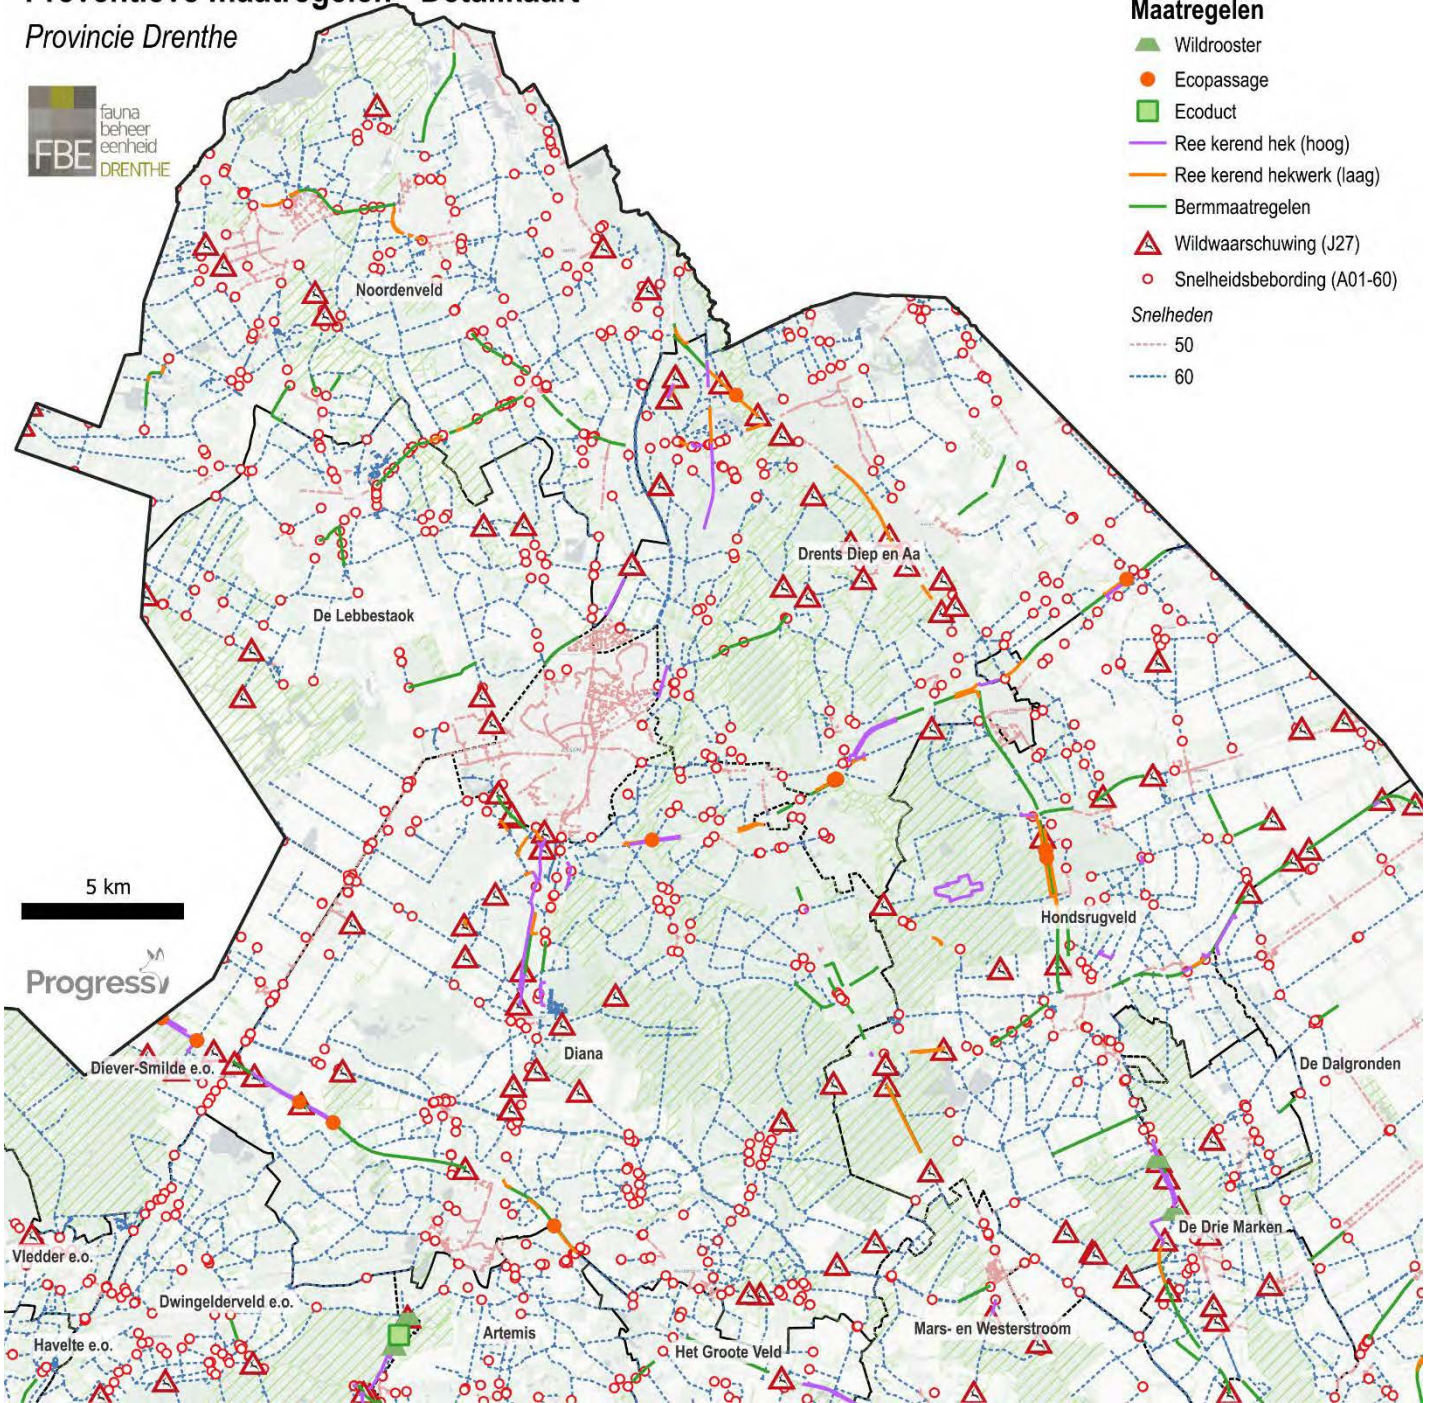 Preventieve maatregelen - Detailkaart
Provincie Drenthe
fauna
beheer
eenheid
FBE DRENTHE
Maatregelen
Wildrooster
Ecopassage
Ecoduct
Ree kerend hek (hoog)
Ree kerend hekwerk (laag)
Bermmaatregelen
Wildwaarschuwing (J27)
Snelheidsbebording (A01-60)
Snelheden
50
60
Noordenveld
Drents Diep en Aa
De Lebbestaok
5 km
Progress
Hondsrugveld
Diana
Diever-Smilde e.o.
De Dalgronden
De Drie Marken
Vledder e.o.
Dwingelderveld e.o.
Artemis
Mars- en Westerstroom
Havelte e.o.
Het Groote Veld